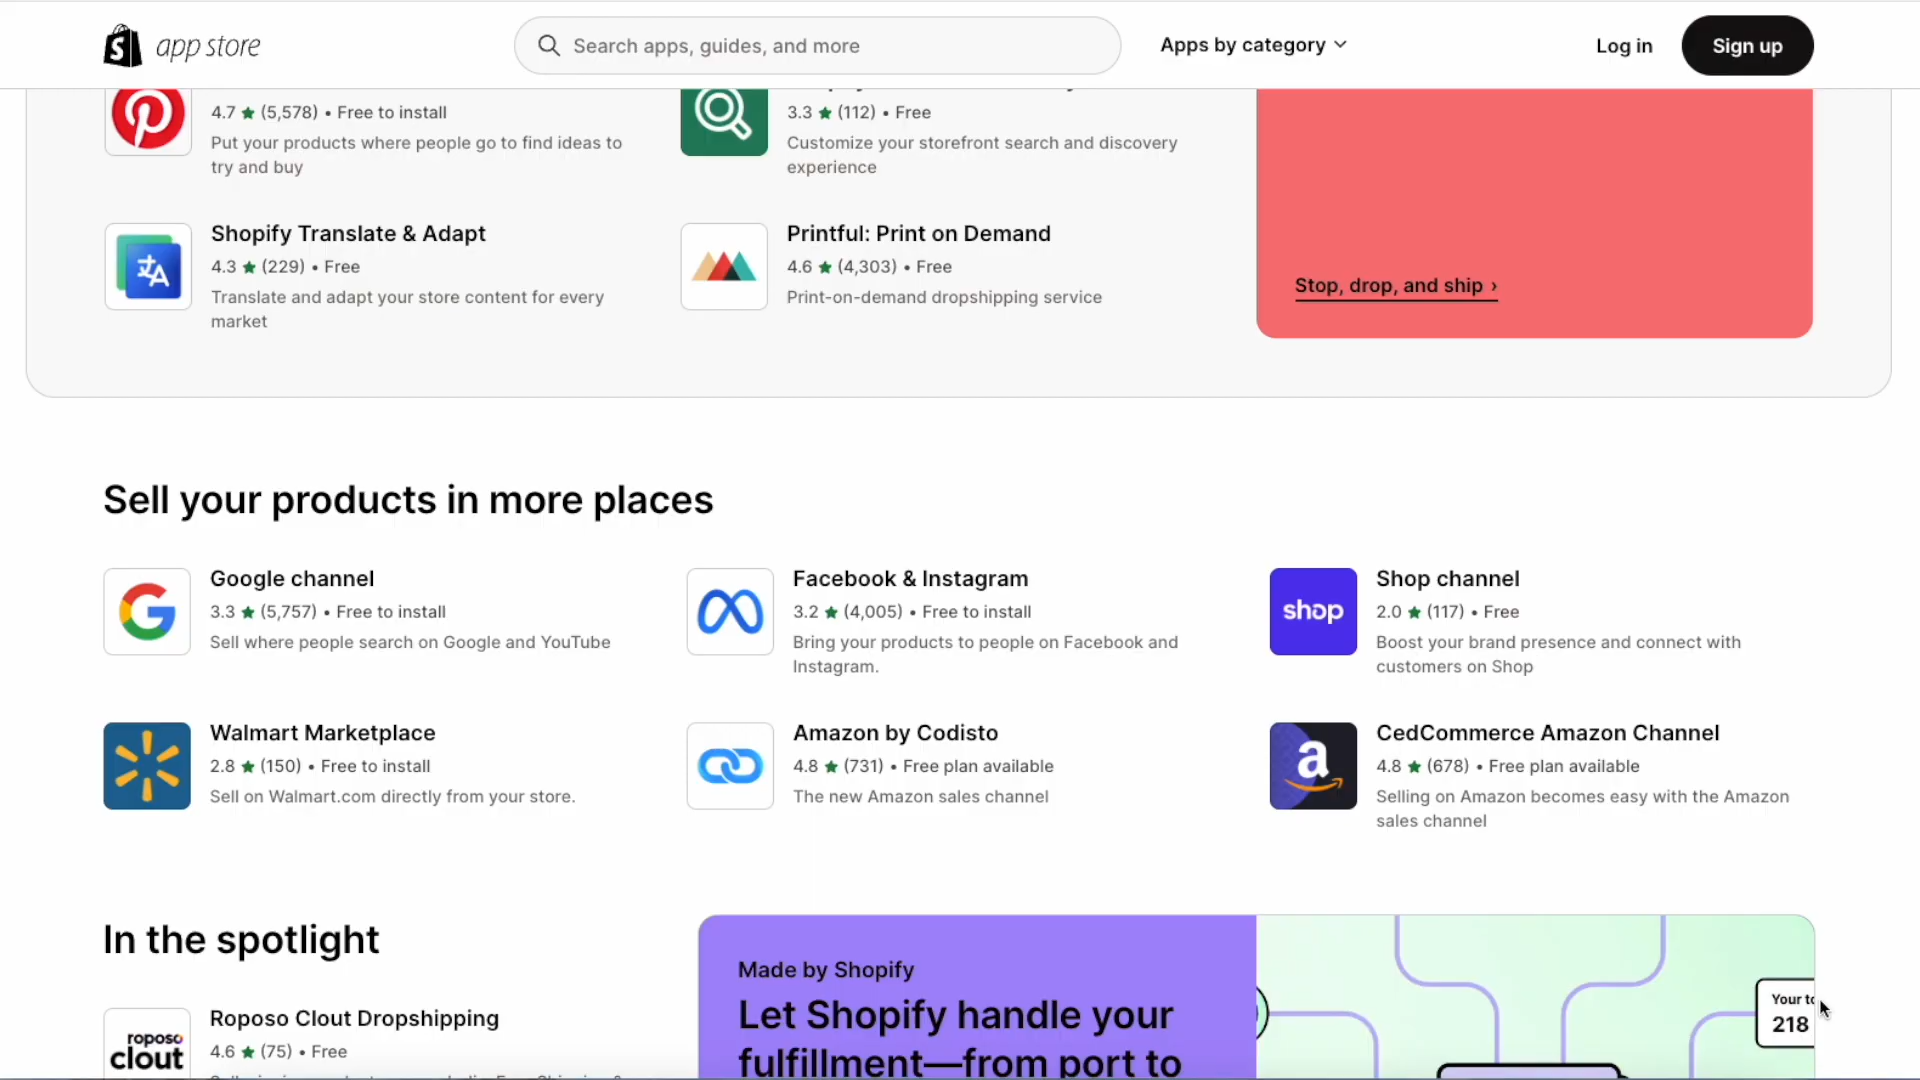 app store
Search apps, guides, and more
Apps by category
Log in
Sign up
4.7 ★ (5,578) • Free to install
Put your products where people go to find ideas to
try and buy
3.3 ★ (112) • Free
Customize your storefront search and discovery
experience
Shopify Translate & Adapt
4.3 ★ (229) • Free
Translate and adapt your store content for every
market
Printful: Print on Demand
4.6 ★ (4,303) • Free
Print-on-demand dropshipping service
Stop, drop, and ship ›
Sell your products in more places
Google channel
3.3 ★ (5,757) • Free to install
Sell where people search on Google and YouTube
Facebook & Instagram
3.2 ★ (4,005) • Free to install
Bring your products to people on Facebook and
Instagram.
shop
Shop channel
2.0 ★ (117) • Free
Boost your brand presence and connect with
customers on Shop
Walmart Marketplace
2.8 ★ (150) • Free to install
Sell on Walmart.com directly from your store.
Amazon by Codisto
4.8 ★ (731) • Free plan available
The new Amazon sales channel
CedCommerce Amazon Channel
4.8 ★ (678) • Free plan available
Selling on Amazon becomes easy with the Amazon
sales channel
In the spotlight
roposo
clout
Roposo Clout Dropshipping
4.6 ★ (75) • Free
Made by Shopify
Let Shopify handle your
fulfillment—from port to
Your to
218